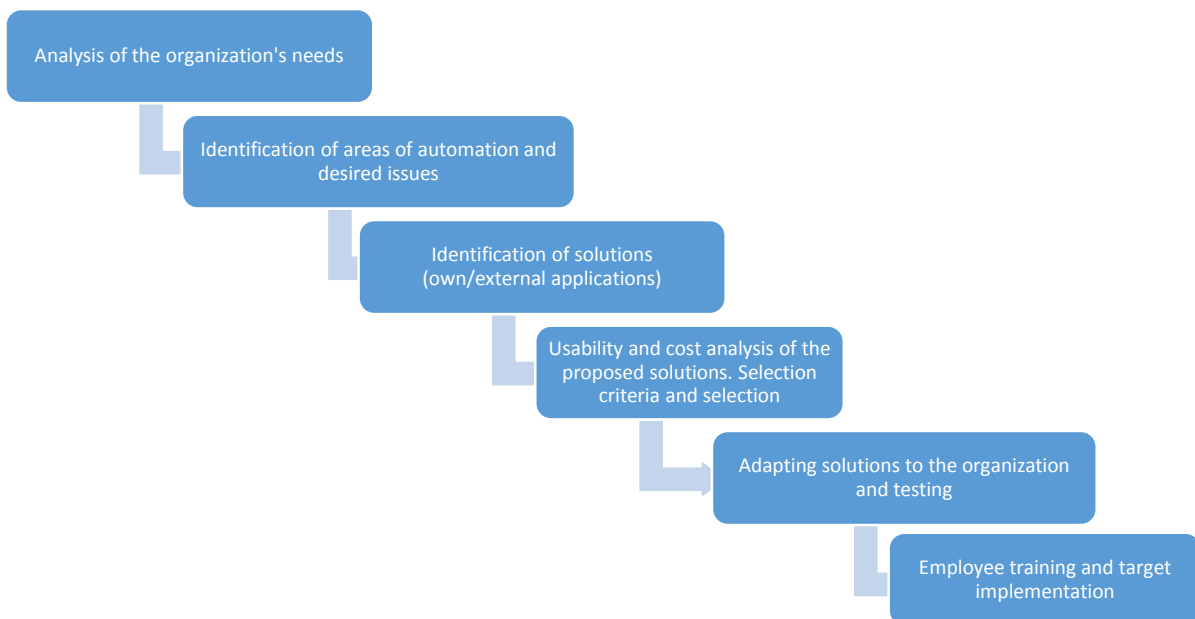 Analysis of the organization's needs
Identification of areas of automation and
desired issues
Identification of solutions
(own/external applications)
Usability and cost analysis of the
proposed solutions. Selection
criteria and selection
Adapting solutions to the organization
and testing
Employee training and target
implementation